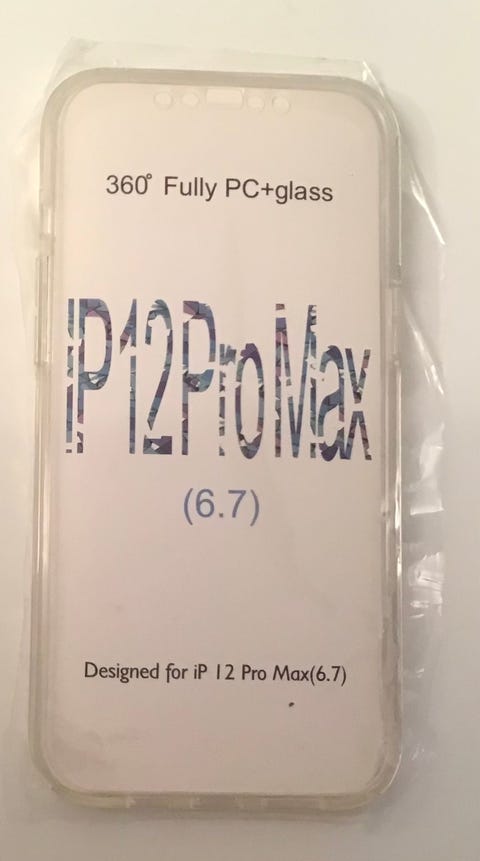 360° Fully PC+glass
iP12ProMax
(6.7)
Designed for iP 12 Pro Max(6.7)